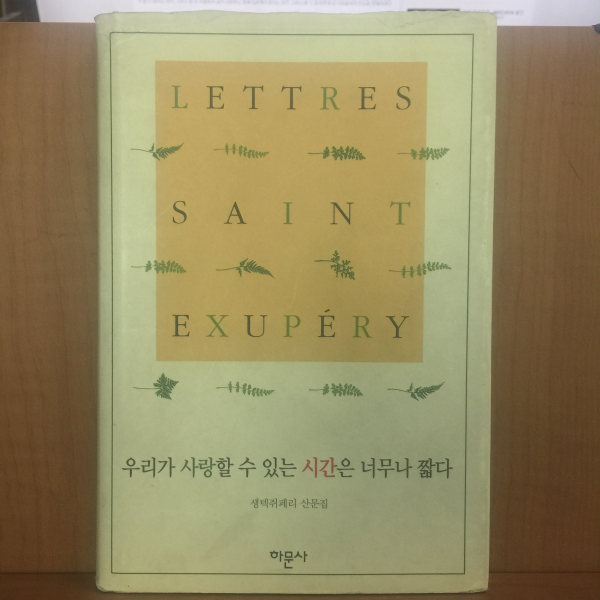 LETTRES
SAINT
EXUPÉRY
우리가 사랑할 수 있는 시간은 너무나 짧다
생텍쥐페리 산문집
하문사